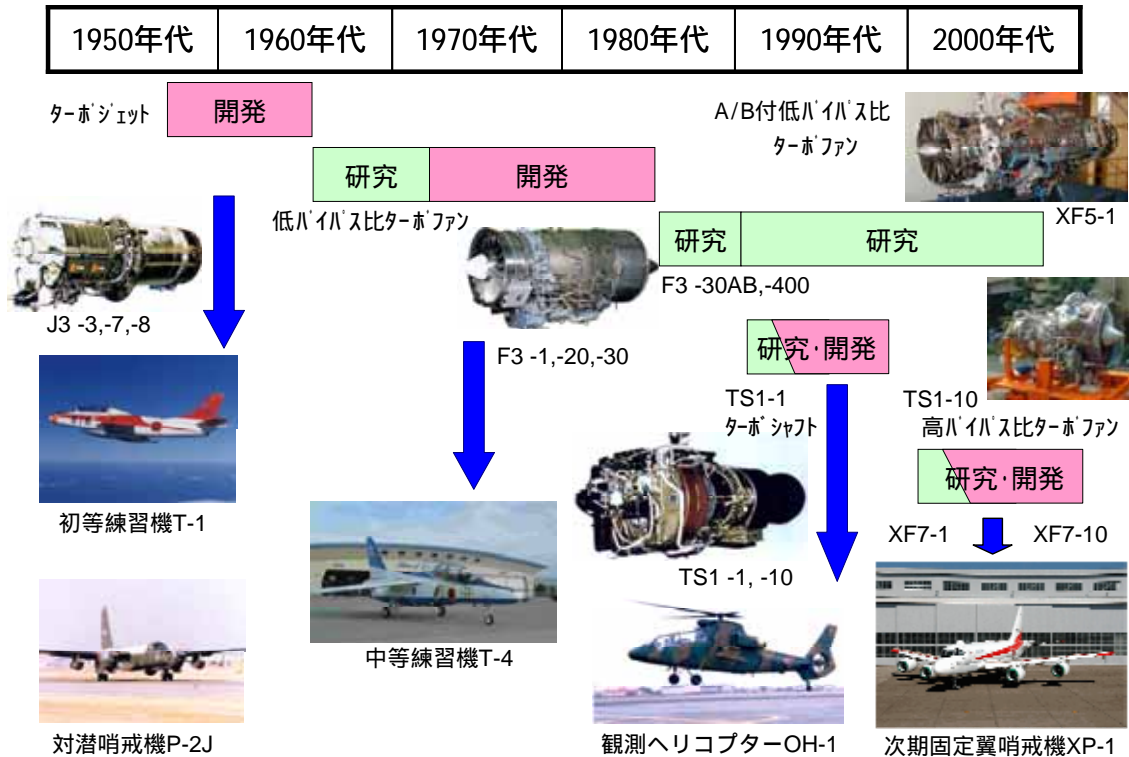 1950年代 1960年代 1970年代 1980年代 1990年代 2000年代
ターボジェット
開発
A/B付低バイパス比
ターボファン
研究 開発
低バイパス比ターボファン
XF5-1
研究 研究
F3 -30AB,-400
J3 -3,-7,-8
F3 -1,-20,-30
研究・開発
TS1-1
ターボシャフト
TS1-10
高バイパス比ターボファン
研究・開発
XF7-1 XF7-10
初等練習機T-1
TS1 -1, -10
中等練習機T-4
対潜哨戒機P-2J
観測ヘリコプターOH-1
次期固定翼哨戒機XP-1